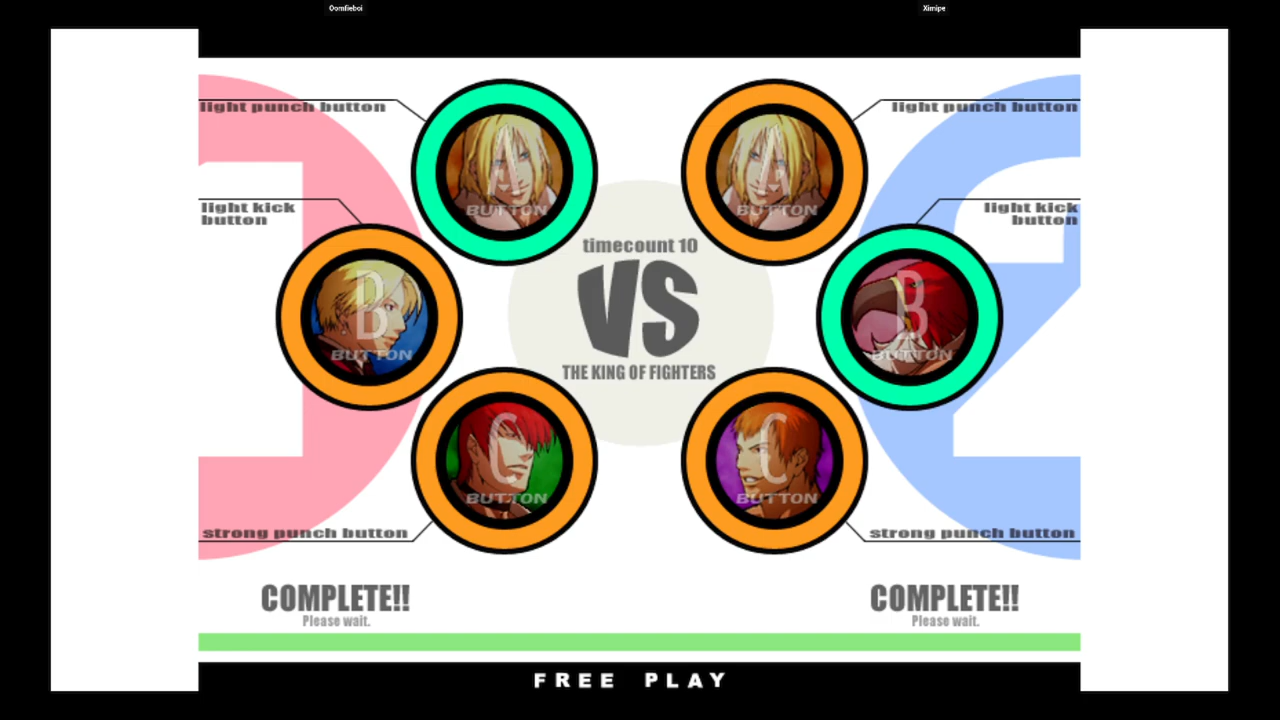 Oomfieboi
Ximipe
light punch button
light punch button
A
BUTTON
A
BUTTON
light kick
button
light kick
button
B
BUTTON
B
BUTTON
timecount 10
VS
THE KING OF FIGHTERS
1
2
C
BUTTON
C
BUTTON
strong punch button
strong punch button
COMPLETE!!
Please wait.
COMPLETE!!
Please wait.
FREE PLAY